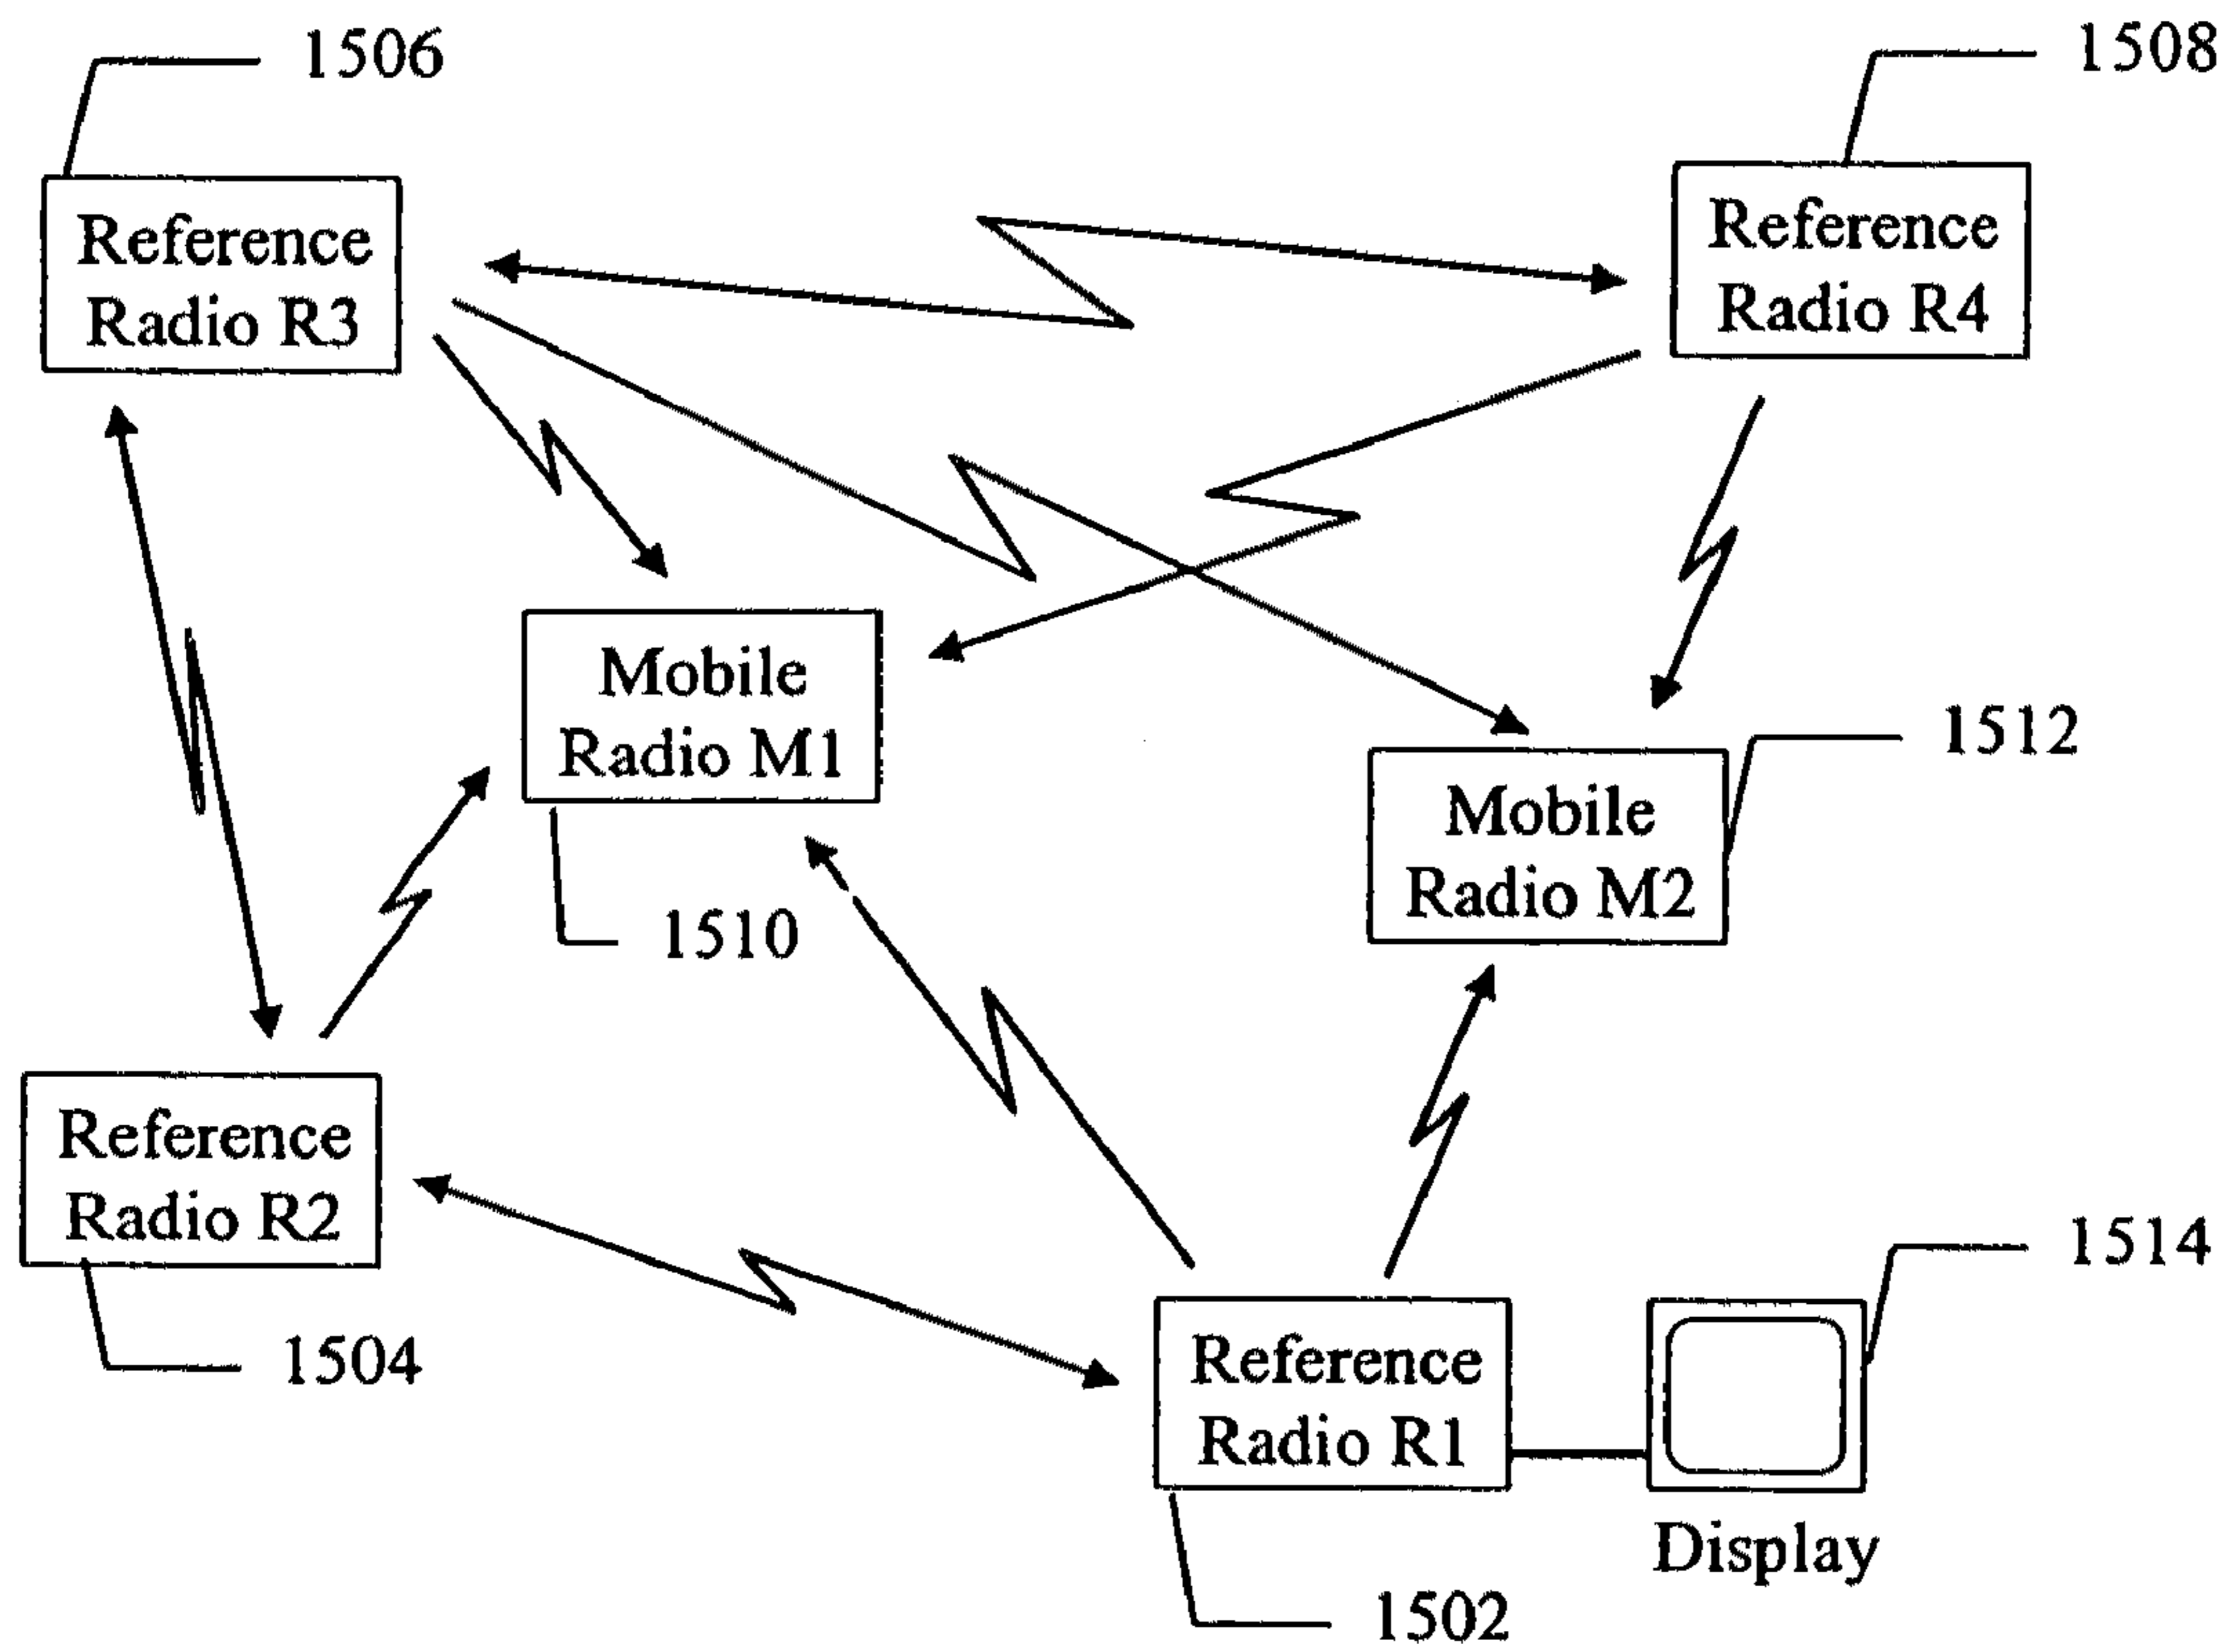 1506
1508
Reference
Radio R3
Reference
Radio R4
Mobile
Radio M1
1512
Mobile
Radio M2
1510
Reference
Radio R2
1504
1514
Reference
Radio R1
Display
1502